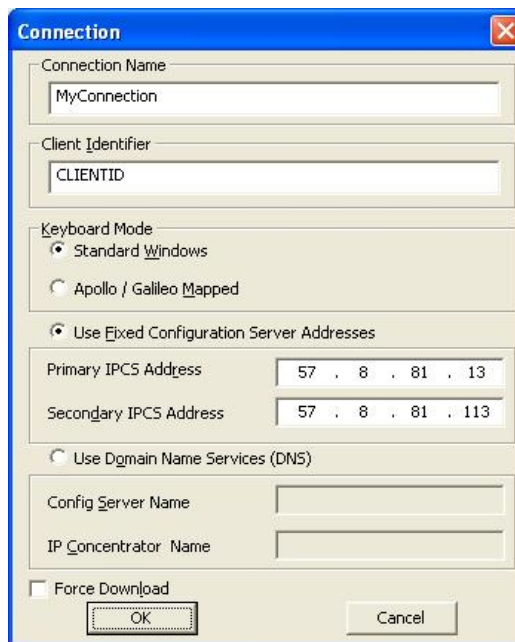 Connection
Connection Name
MyConnection
Client Identifier
CLIENTID
Keyboard Mode
Standard Windows
Apollo / Galileo Mapped
Use Fixed Configuration Server Addresses
Primary IPCS Address 57 . 8 . 81 . 13
Secondary IPCS Address 57 . 8 . 81 . 113
Use Domain Name Services (DNS)
Config Server Name
IP Concentrator Name
Force Download
OK Cancel